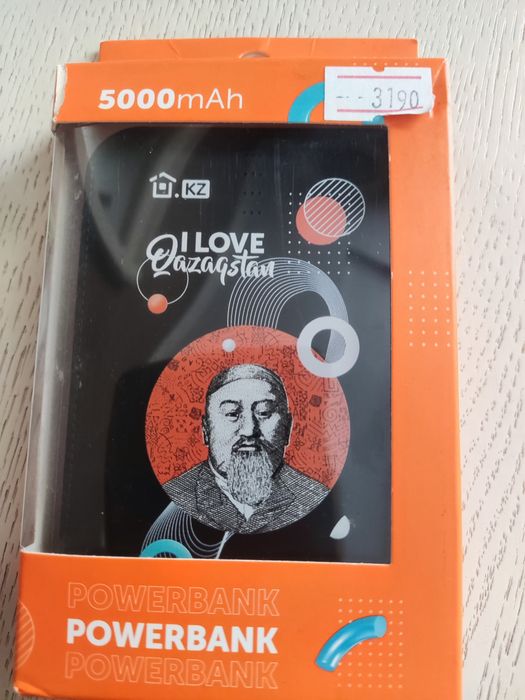 5000mAh
-- 3190
.KZ
I LOVE
Qazaqstan
POWERBANK
POWERBANK
POWERBANK